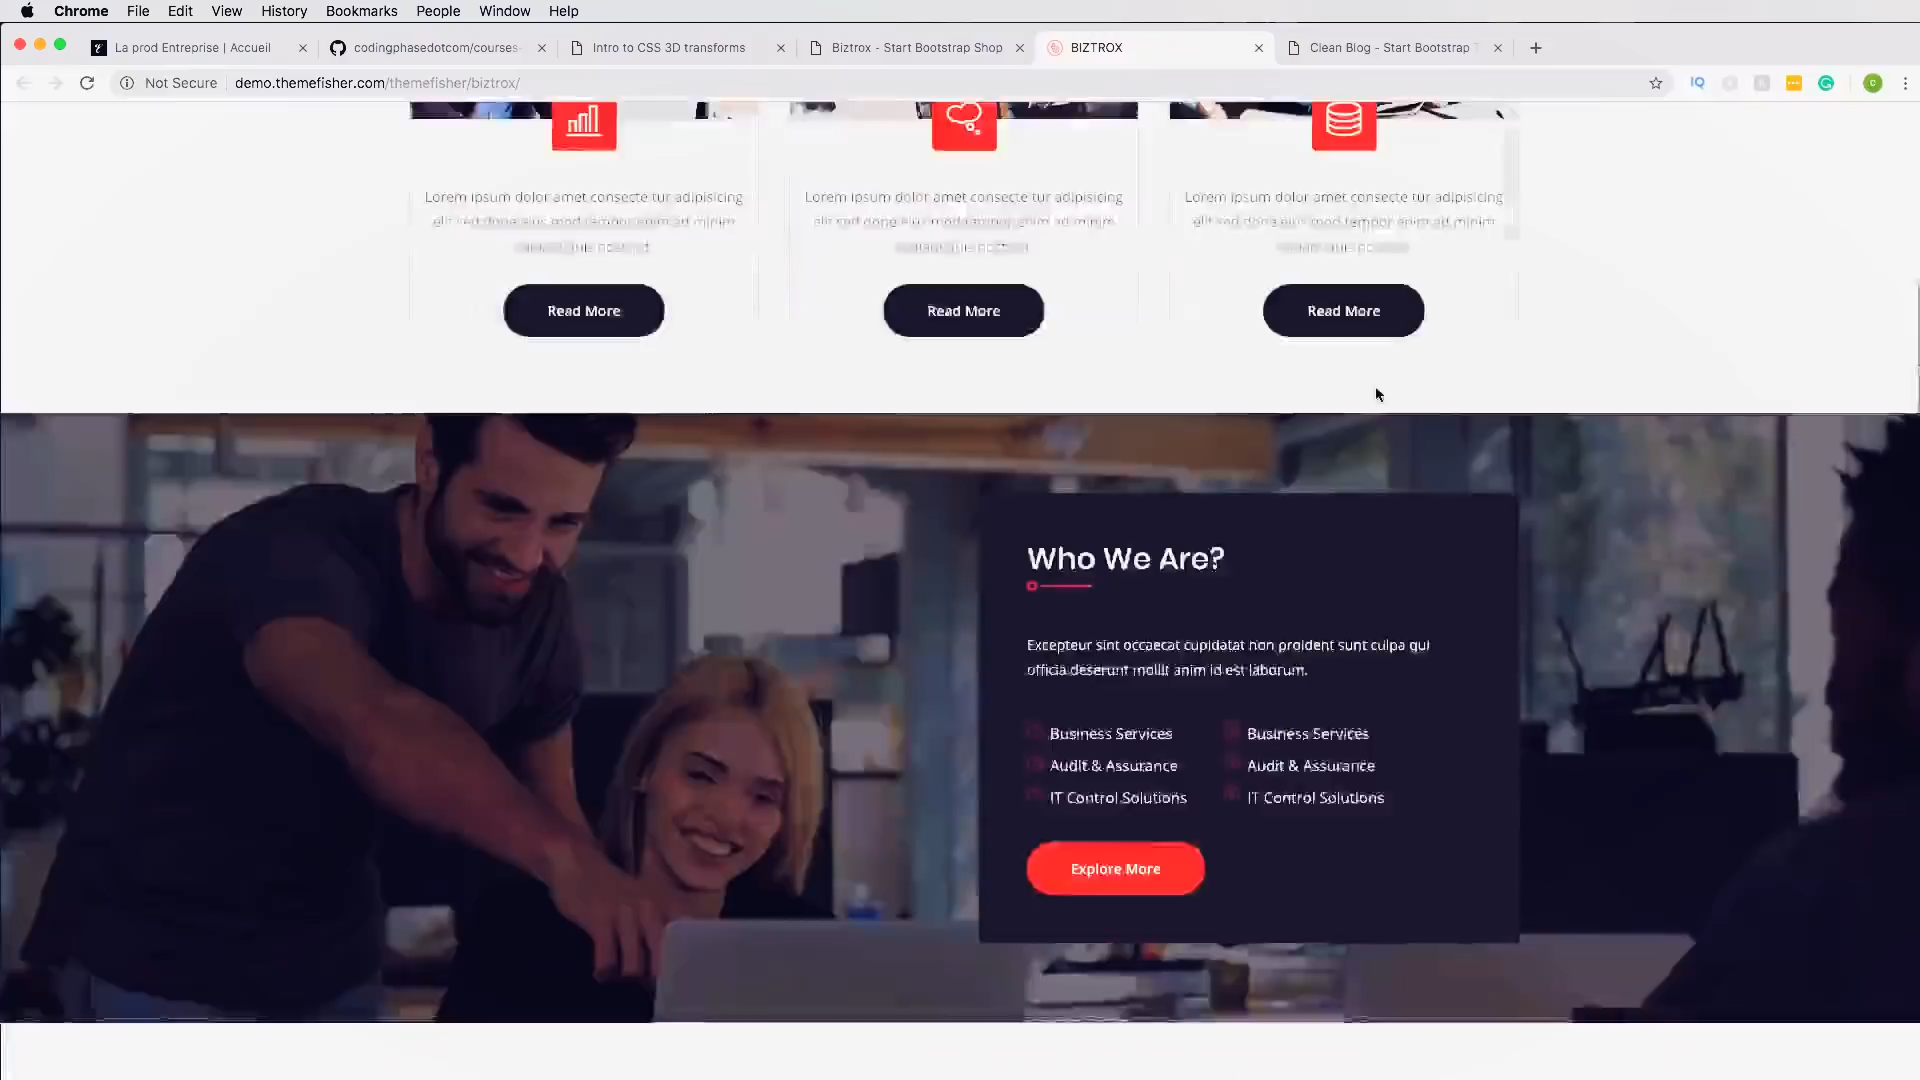 Chrome File Edit View History Bookmarks People Window Help
La prod Entreprise | Accueil codingphasedotcom/courses- Intro to CSS 3D transforms Biztrox - Start Bootstrap Shop BIZTROX Clean Blog - Start Bootstrap T
Not Secure demo.themefisher.com/themefisher/biztrox/
Lorem ipsum dolor amet consecte tur adipisicing Lorem ipsum dolor amet consecte tur adipisicing Lorem ipsum dolor amet consecte tur adipisicing
Read More Read More Read More
Who We Are?
Excepteur sint occaecat cupidatat non proident sunt culpa qui
officia deserunt mollit anim id est laborum.
Business Services Business Services
Audit & Assurance Audit & Assurance
IT Control Solutions IT Control Solutions
Explore More